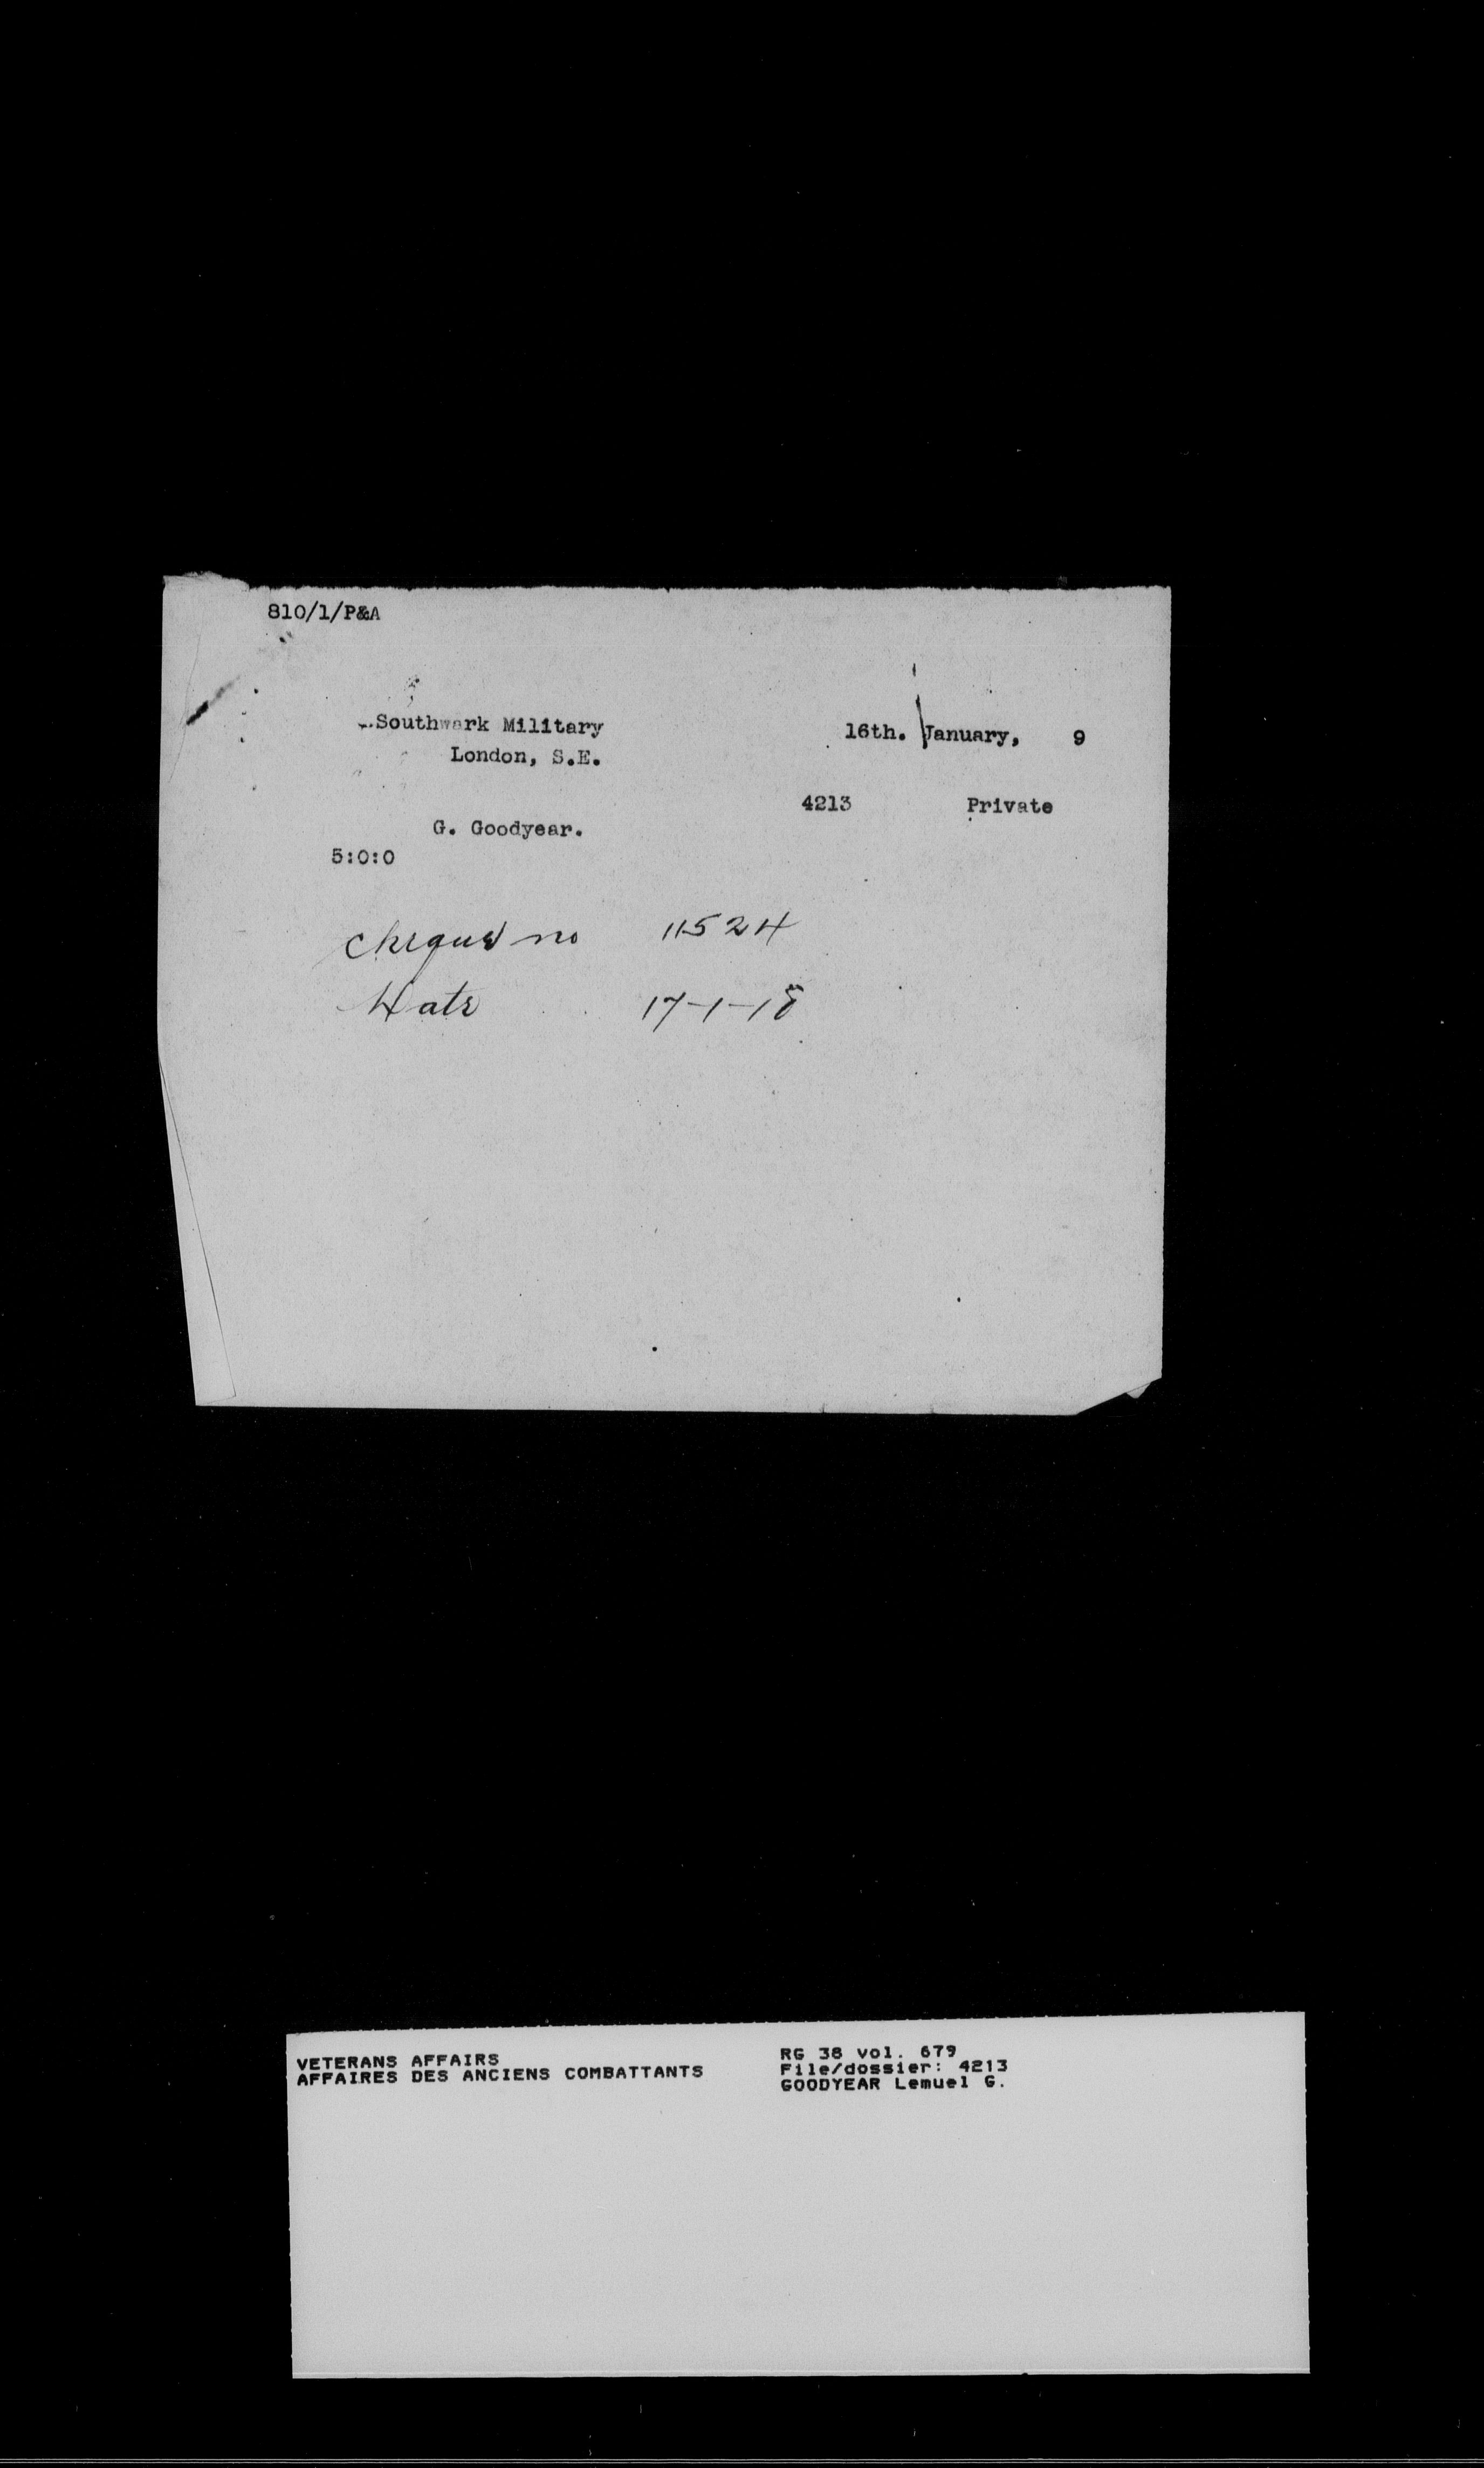 810/1/P&A
Southwark Military 16th. January, 9
London, S.E.
4213 Private
G. Goodyear.
5:0:0
Cheque no 11524
Date 17-1-18
VETERANS AFFAIRS
AFFAIRES DES ANCIENS COMBATTANTS
RG 38 vol. 679
File/dossier: 4213
GOODYEAR Lemuel G.